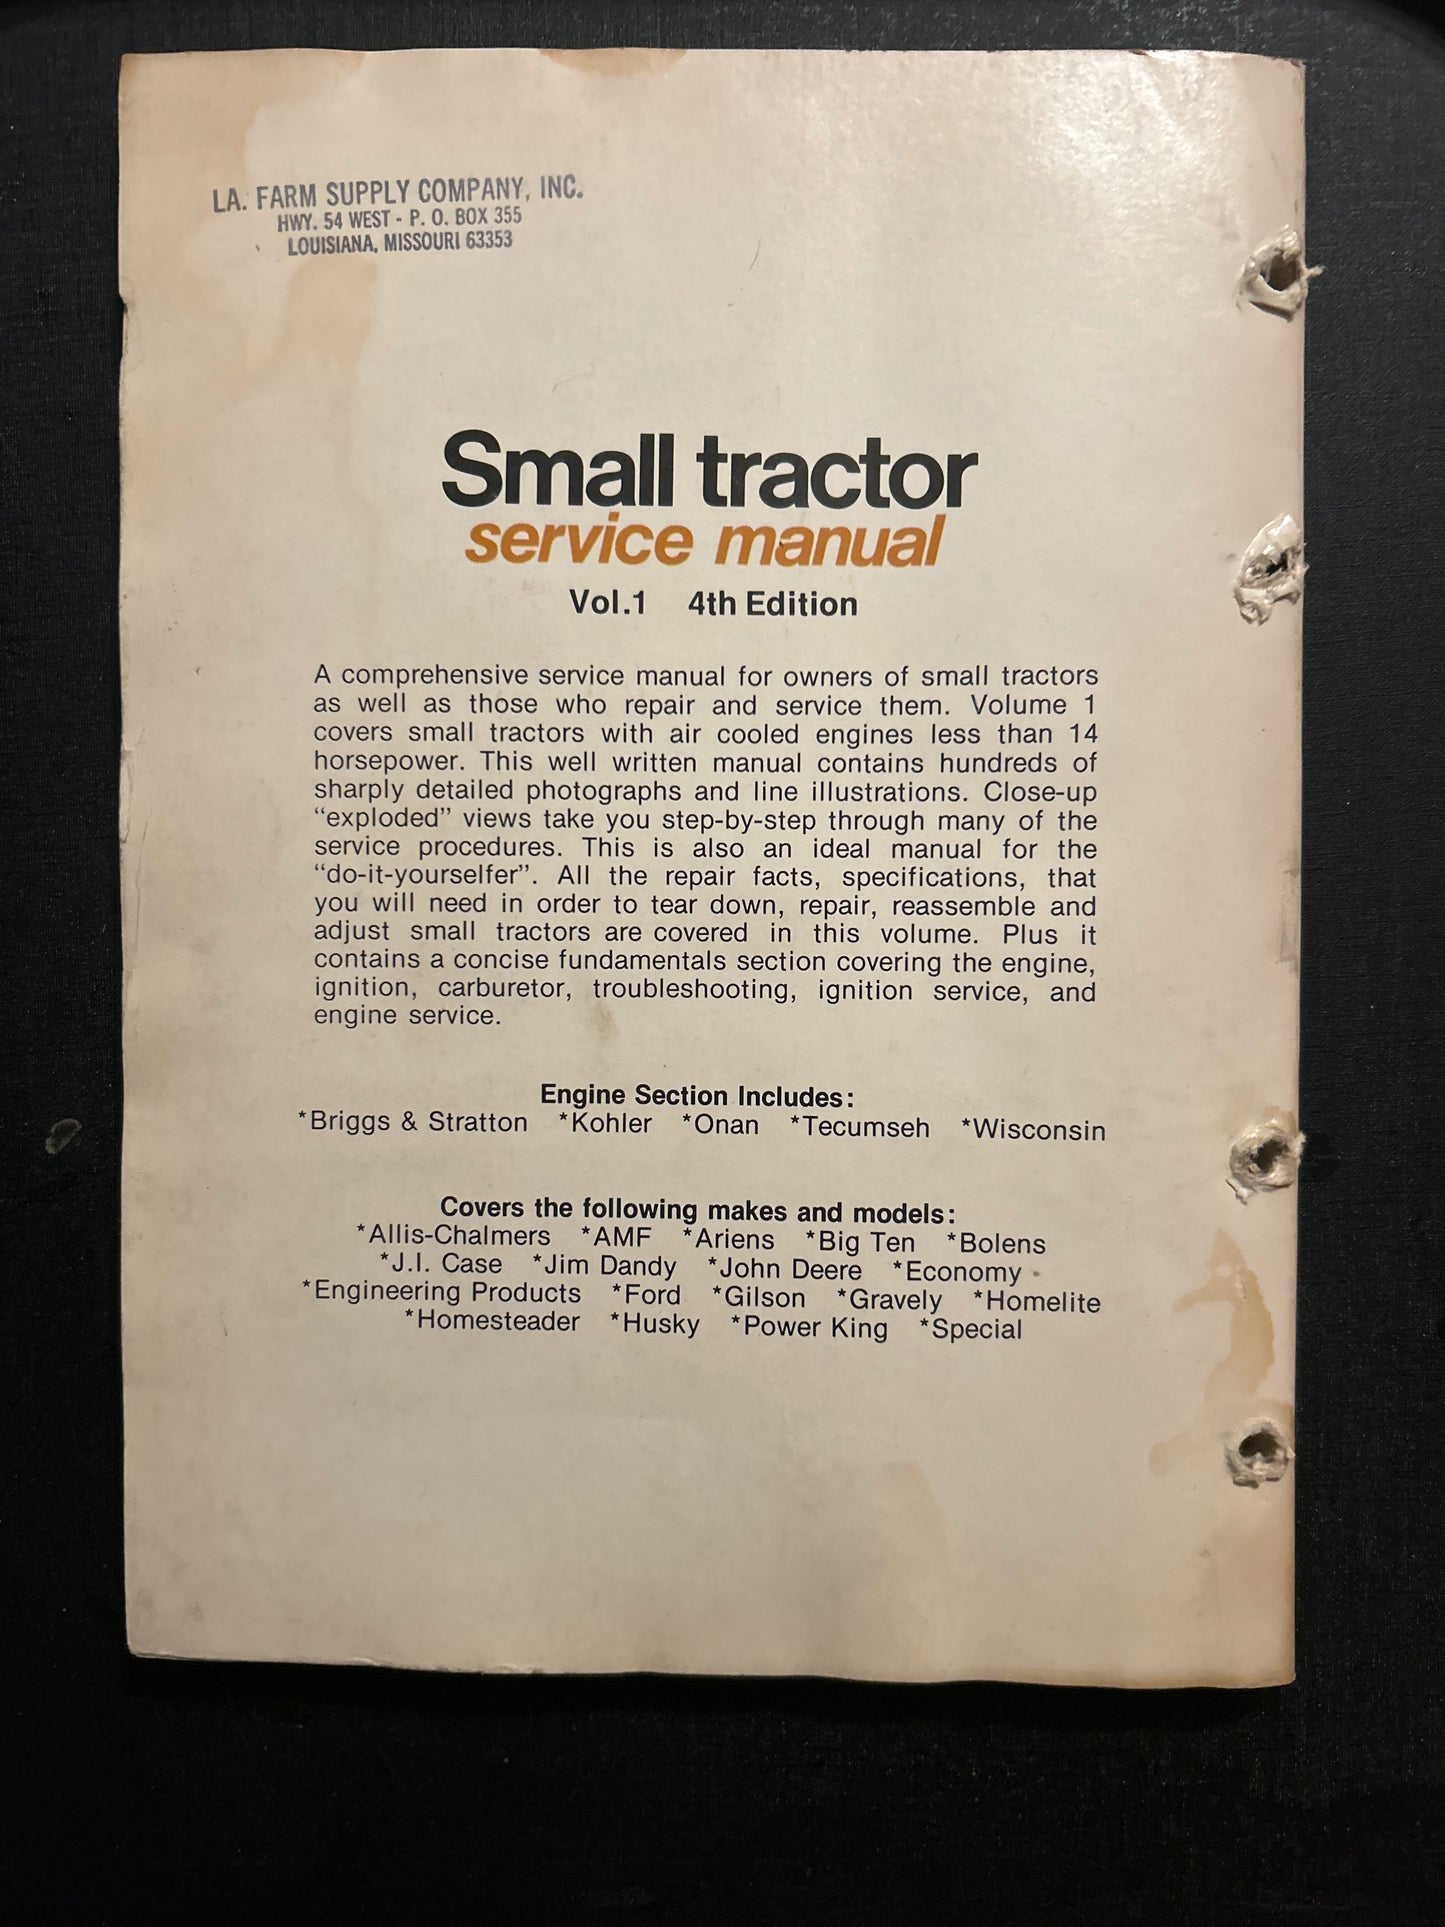 LA. FARM SUPPLY COMPANY, INC.
HWY. 54 WEST - P. O. BOX 355
LOUISIANA, MISSOURI 63353
Small tractor
service manual
Vol.1 4th Edition
A comprehensive service manual for owners of small tractors
as well as those who repair and service them. Volume 1
covers small tractors with air cooled engines less than 14
horsepower. This well written manual contains hundreds of
sharply detailed photographs and line illustrations. Close-up
“exploded” views take you step-by-step through many of the
service procedures. This is also an ideal manual for the
“do-it-yourselfer”. All the repair facts, specifications, that
you will need in order to tear down, repair, reassemble and
adjust small tractors are covered in this volume. Plus it
contains a concise fundamentals section covering the engine,
ignition, carburetor, troubleshooting, ignition service, and
engine service.
Engine Section Includes:
*Briggs & Stratton *Kohler *Onan *Tecumseh *Wisconsin
Covers the following makes and models:
*Allis-Chalmers *AMF *Ariens *Big Ten *Bolens
*J.I. Case *Jim Dandy *John Deere *Economy
*Engineering Products *Ford *Gilson *Gravely *Homelite
*Homesteader *Husky *Power King *Special